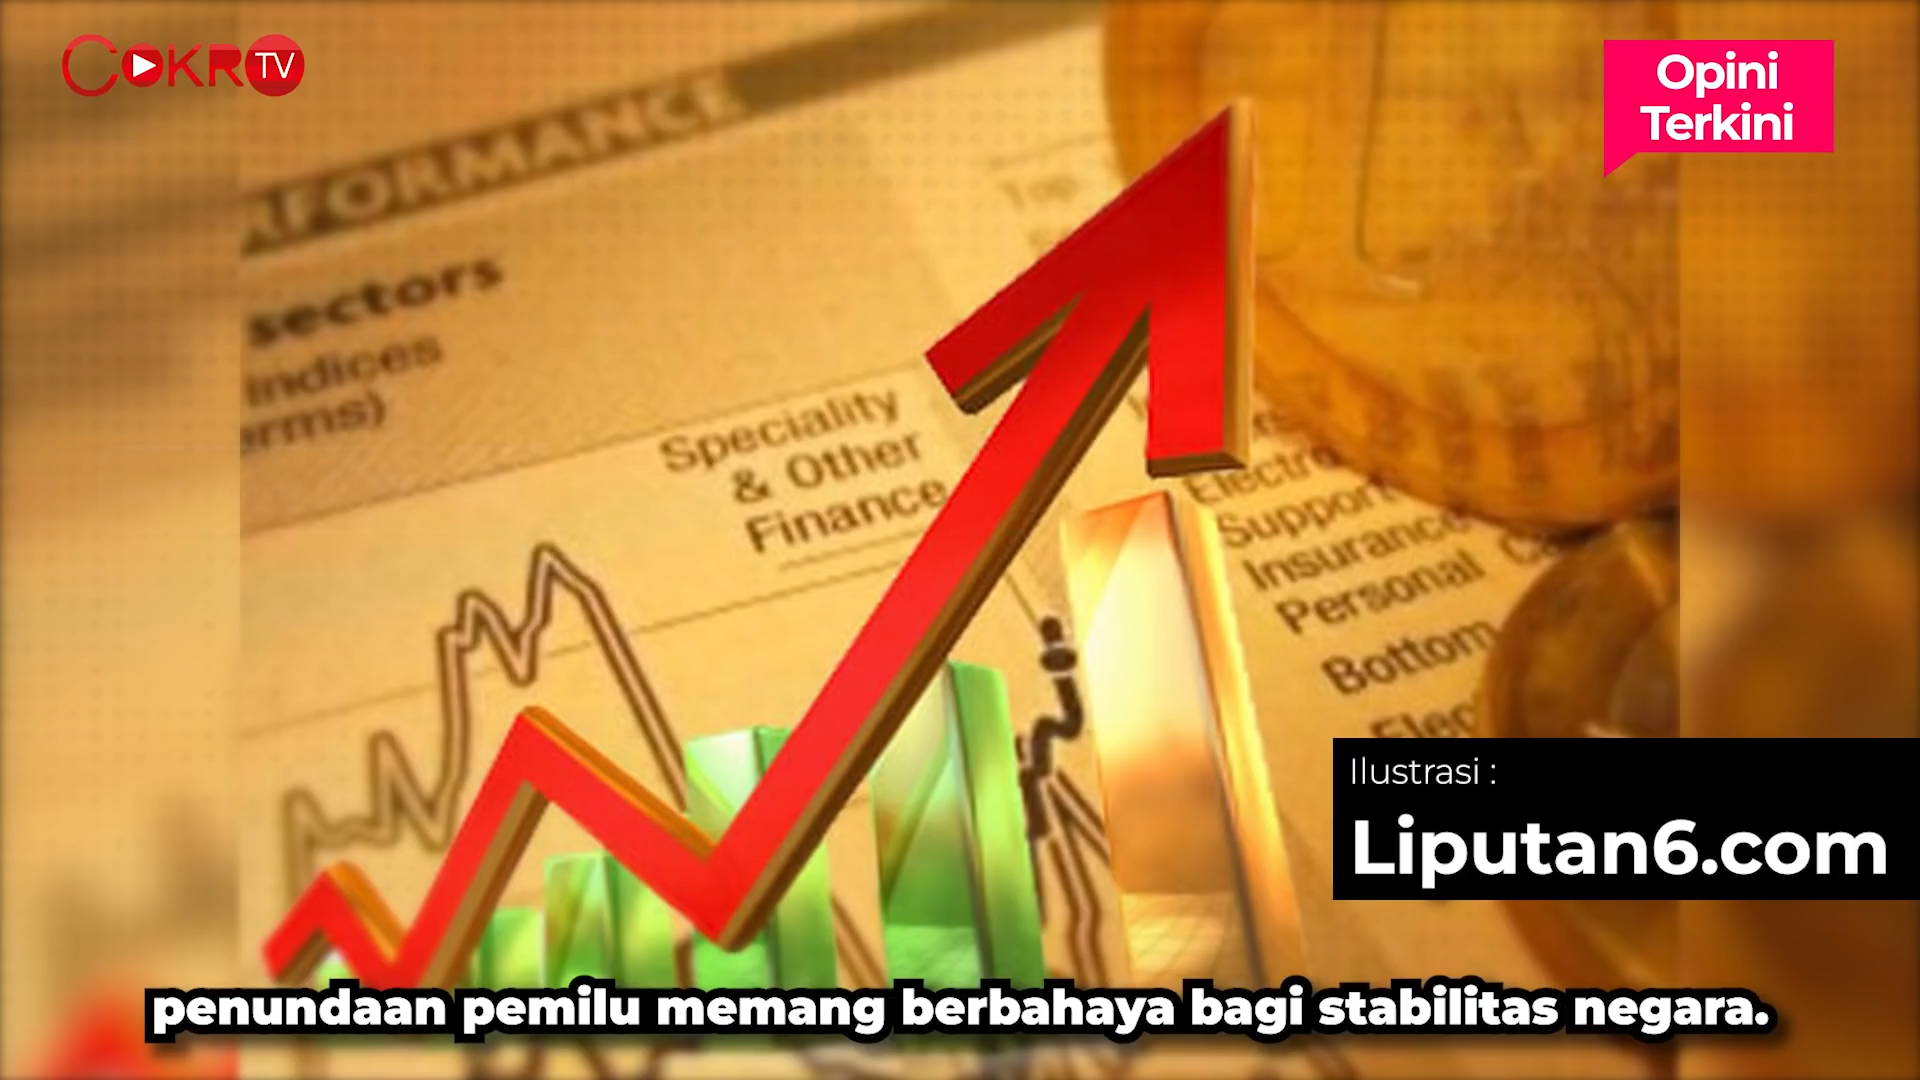 COKRO TV
Opini
Terkini
sectors
indices
Speciality
& Other
Finance
Support
Insurance
Personal
Bottom
Ilustrasi :
Liputan6.com
penundaan pemilu memang berbahaya bagi stabilitas negara.